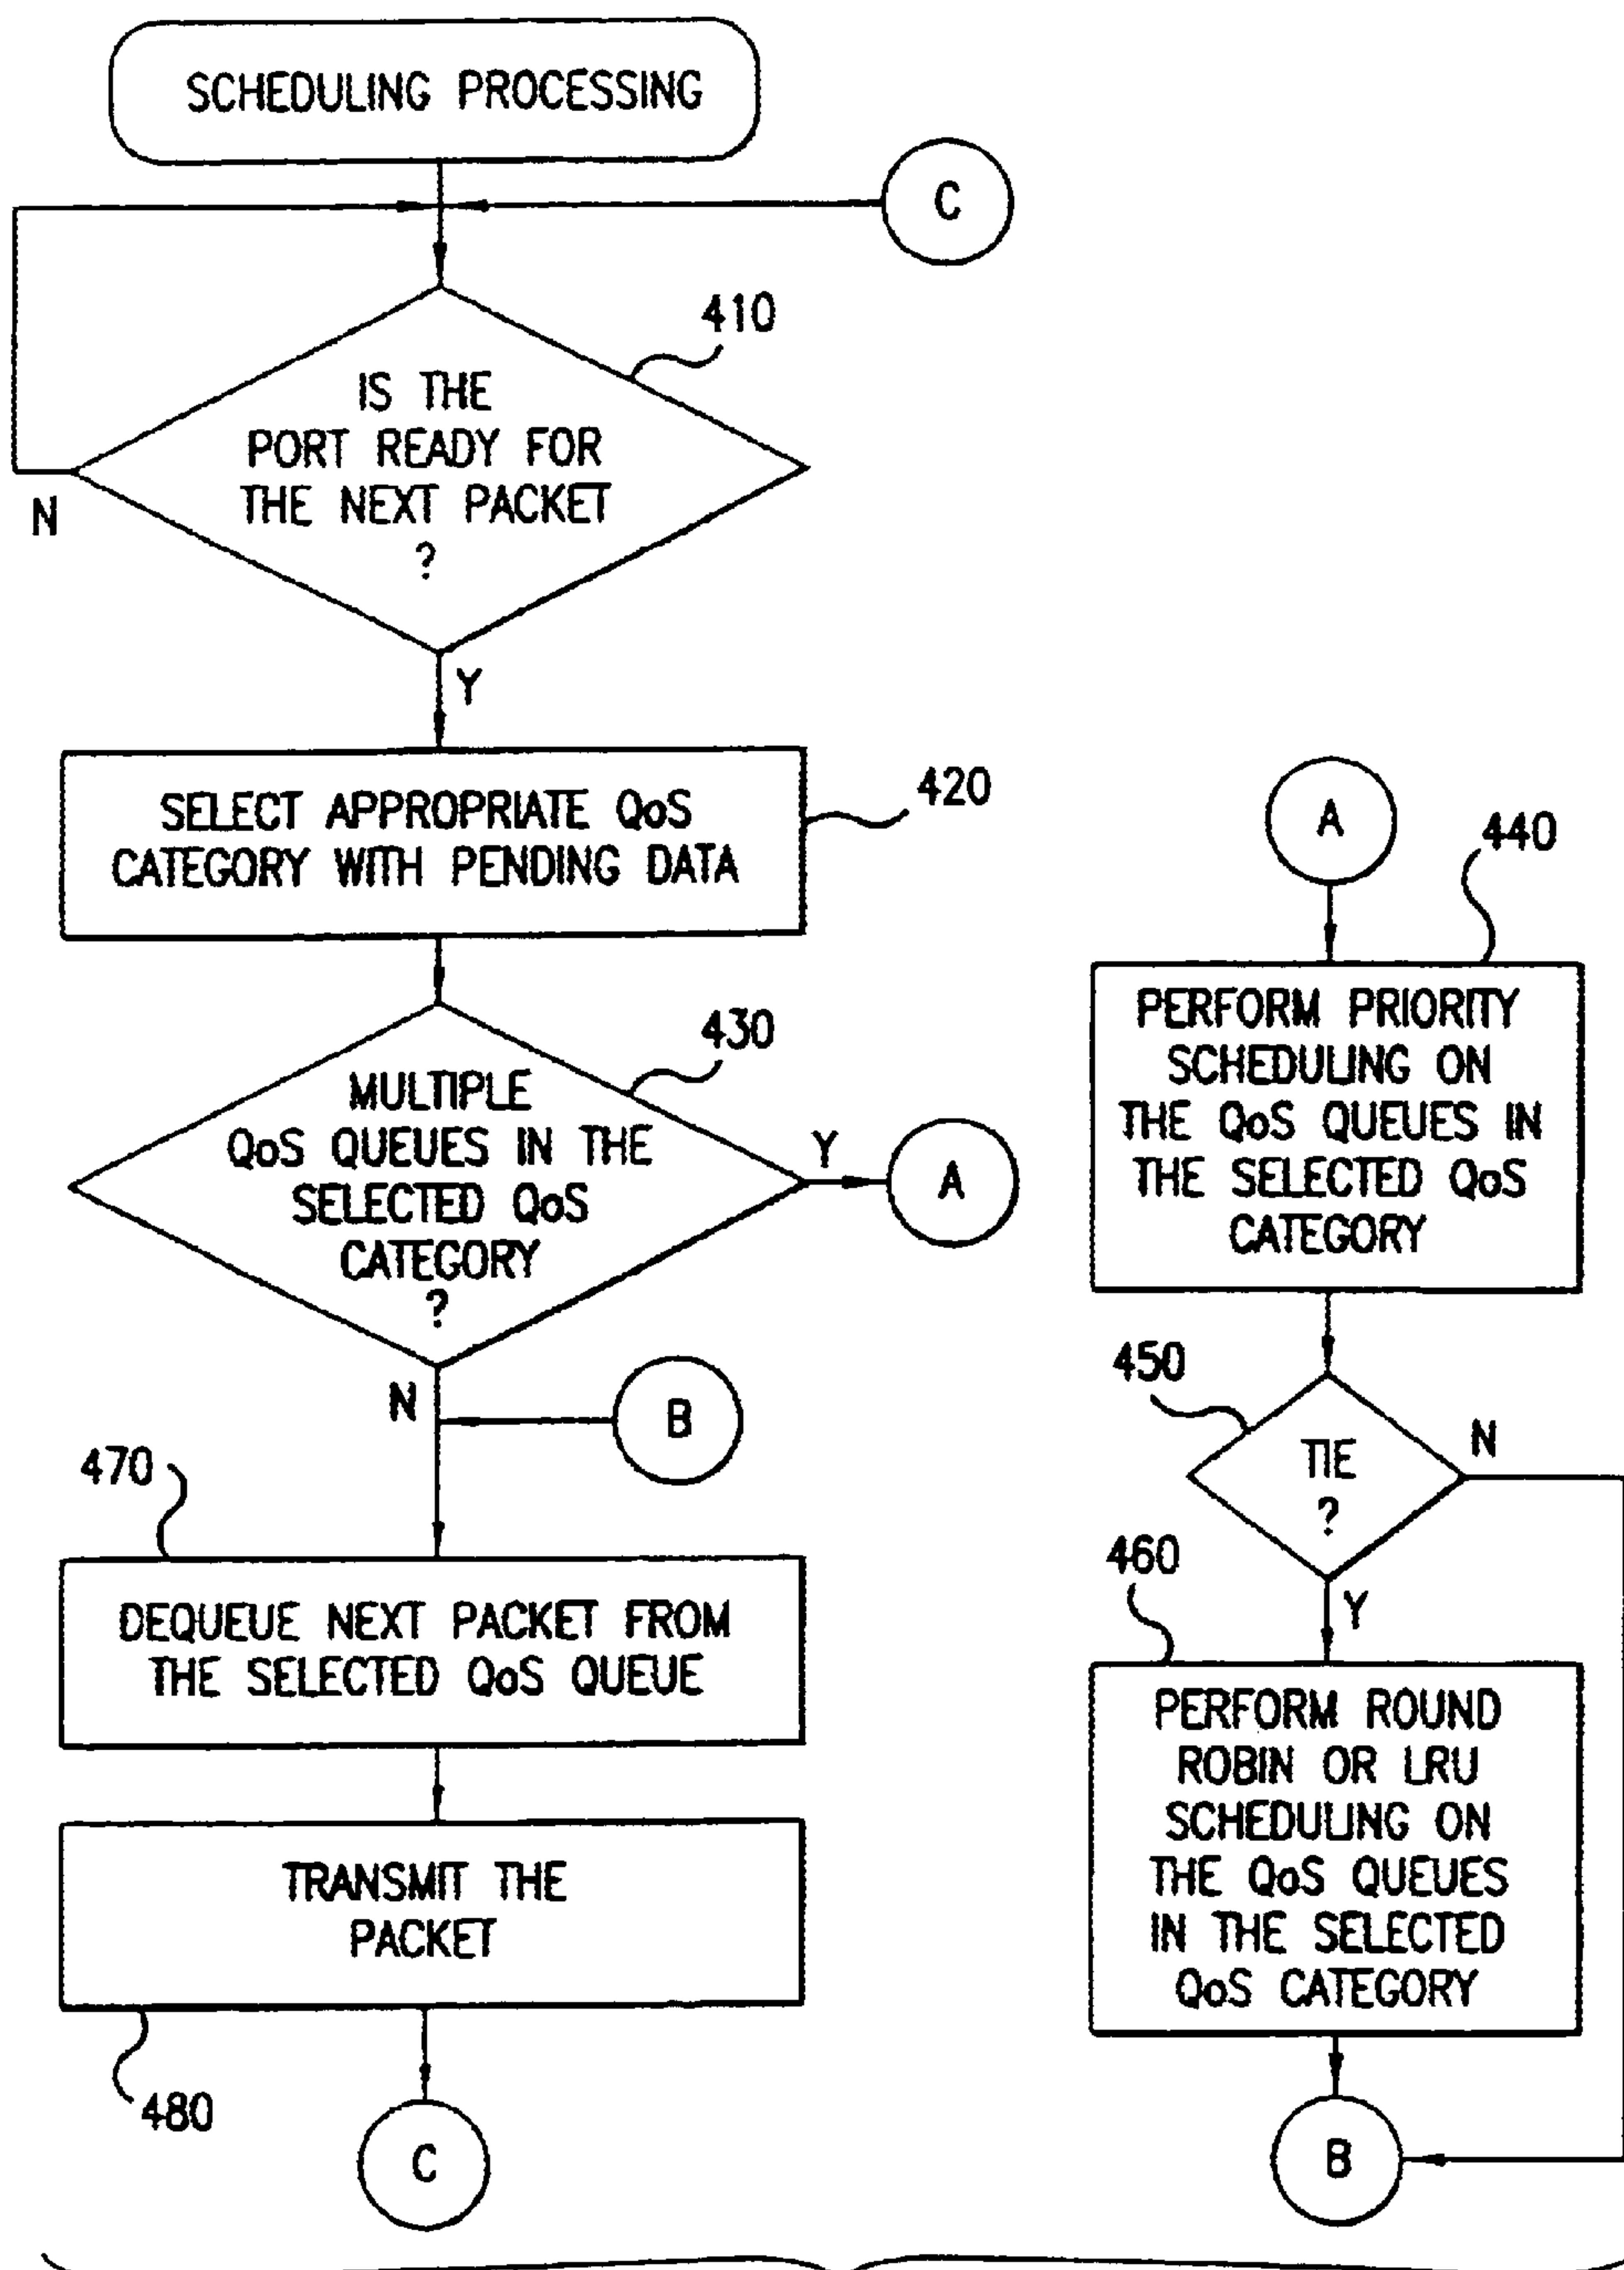 SCHEDULING PROCESSING
C
410
IS THE
PORT READY FOR
THE NEXT PACKET
?
N
Y
SELECT APPROPRIATE QoS
CATEGORY WITH PENDING DATA
420
430
MULTIPLE
QoS QUEUES IN THE
SELECTED QoS
CATEGORY
?
Y
A
N
B
470
DEQUEUE NEXT PACKET FROM
THE SELECTED QoS QUEUE
TRANSMIT THE
PACKET
480
C
A
440
PERFORM PRIORITY
SCHEDULING ON
THE QoS QUEUES IN
THE SELECTED QoS
CATEGORY
450
TIE
?
N
Y
460
PERFORM ROUND
ROBIN OR LRU
SCHEDULING ON
THE QoS QUEUES
IN THE SELECTED
QoS CATEGORY
B